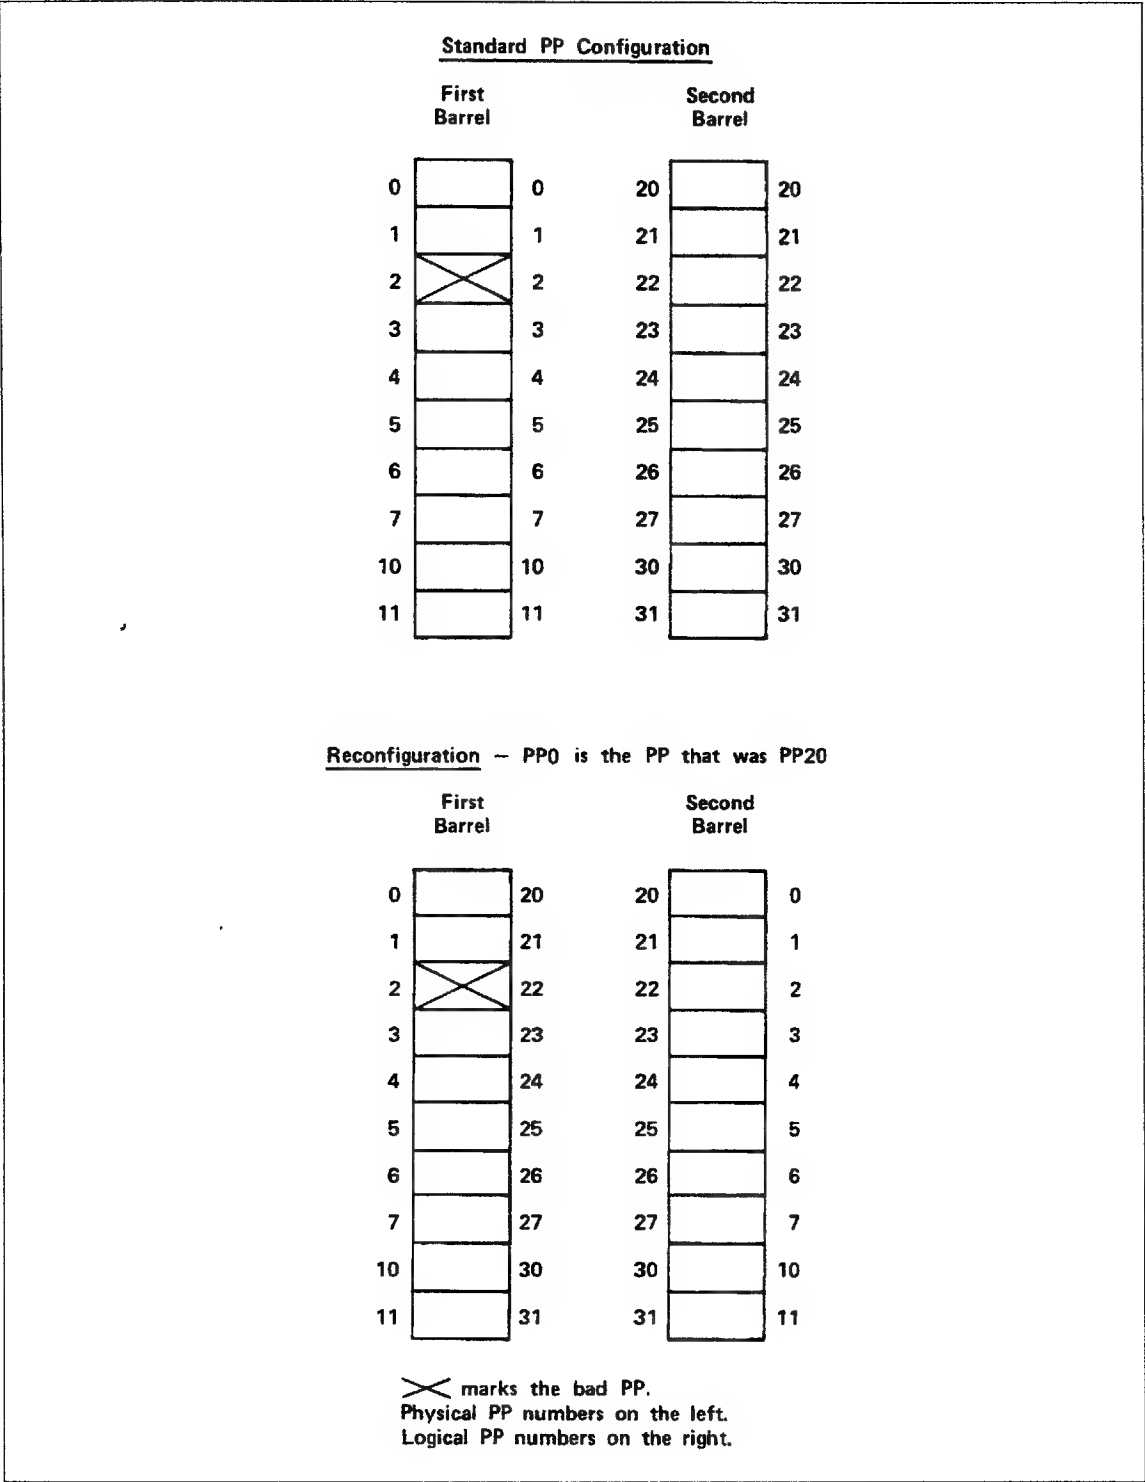 Standard PP Configuration
First Second
Barrel Barrel
0 0 20 20
1 1 21 21
2 2 22 22
3 3 23 23
4 4 24 24
5 5 25 25
6 6 26 26
7 7 27 27
10 10 30 30
11 11 31 31
Reconfiguration — PP0 is the PP that was PP20
First Second
Barrel Barrel
0 20 20 0
1 21 21 1
2 22 22 2
3 23 23 3
4 24 24 4
5 25 25 5
6 26 26 6
7 27 27 7
10 30 30 10
11 31 31 11
marks the bad PP.
Physical PP numbers on the left.
Logical PP numbers on the right.